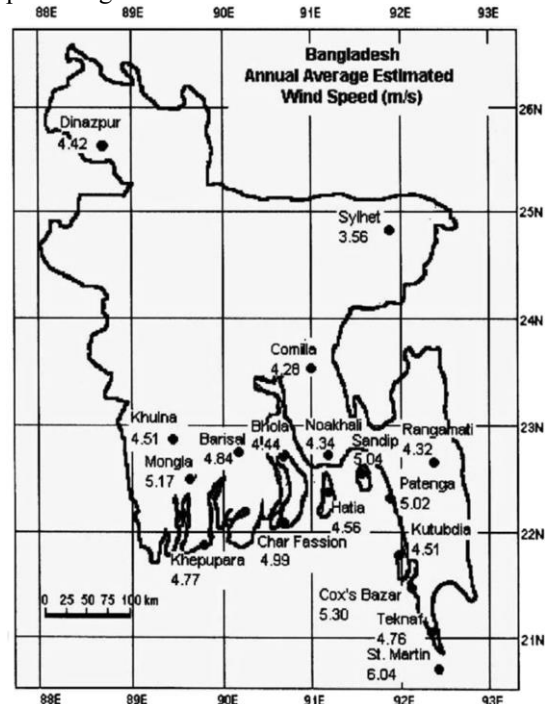 88E 89E 90E 91E 92E 93E
Bangladesh
Annual Average Estimated
Wind Speed (m/s)
26N
Dinazpur
4.42
25N
Sylhet
3.56
24N
Comilla
4.28
23N
Khulna
4.51
Barisal
4.84
Bhola
4.44
Noakhali
4.34
Sandip
5.04
Rangamati
4.32
Mongla
5.17
Patenga
5.02
Hatia
4.56
22N
Kutubdia
4.51
Char Fassion
4.99
Khepupara
4.77
0 25 50 75 100 km
Cox's Bazar
5.30
Teknaf
4.76
21N
St. Martin
6.04
88E 89E 90E 91E 92E 93E